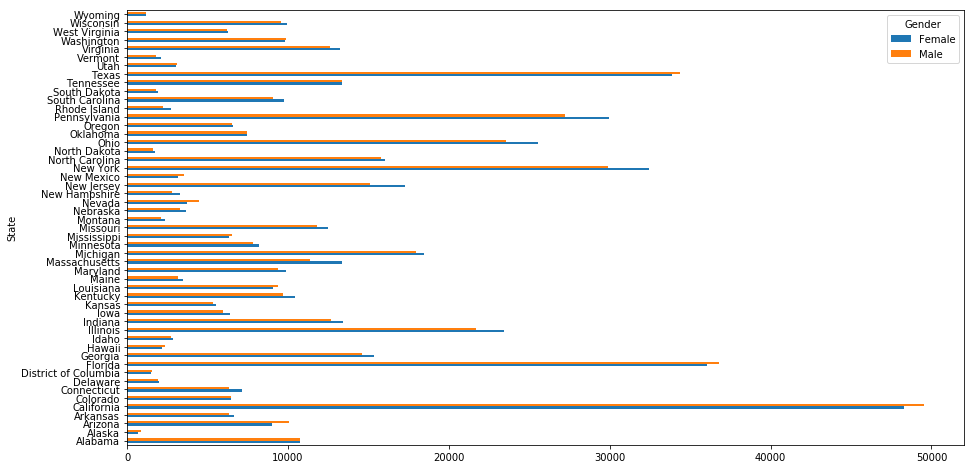 Wyoming
Wisconsin
West Virginia
Washington
Virginia
Vermont
Utah
Texas
Tennessee
South Dakota
South Carolina
Rhode Island
Pennsylvania
Oregon
Oklahoma
Ohio
North Dakota
North Carolina
New York
New Mexico
New Jersey
New Hampshire
Nevada
Nebraska
Montana
Missouri
Mississippi
Minnesota
Michigan
Massachusetts
Maryland
Maine
Louisiana
Kentucky
Kansas
Iowa
Indiana
Illinois
Idaho
Hawaii
Georgia
Florida
District of Columbia
Delaware
Connecticut
Colorado
California
Arkansas
Arizona
Alaska
Alabama
State
0 10000 20000 30000 40000 50000
Gender
Female
Male